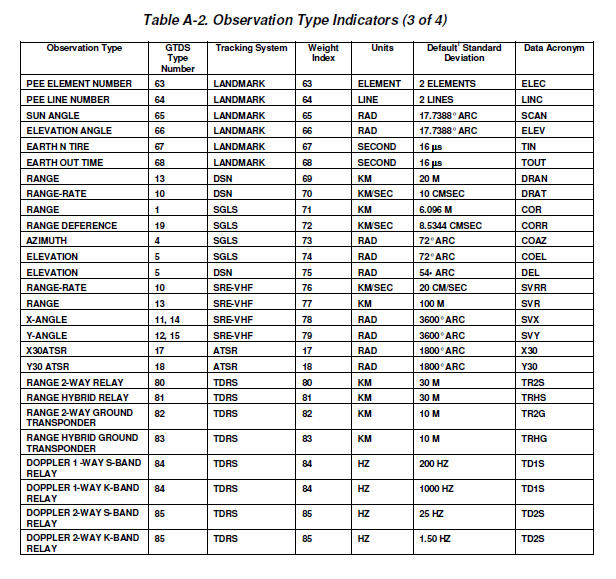 Table A-2. Observation Type Indicators (3 of 4)
Observation Type GTDS Type Number Tracking System Weight Index Units Default† Standard Deviation Data Acronym
PEE ELEMENT NUMBER 63 LANDMARK 63 ELEMENT 2 ELEMENTS ELEC
PEE LINE NUMBER 64 LANDMARK 64 LINE 2 LINES LINC
SUN ANGLE 65 LANDMARK 65 RAD 17.7388° ARC SCAN
ELEVATION ANGLE 66 LANDMARK 66 RAD 17.7388° ARC ELEV
EARTH N TIRE 67 LANDMARK 67 SECOND 16 µs TIN
EARTH OUT TIME 68 LANDMARK 68 SECOND 16 µs TOUT
RANGE 13 DSN 69 KM 20 M DRAN
RANGE-RATE 10 DSN 70 KM/SEC 10 CMSEC DRAT
RANGE 1 SGLS 71 KM 6.096 M COR
RANGE DEFERENCE 19 SGLS 72 KM/SEC 8.5344 CMSEC CORR
AZIMUTH 4 SGLS 73 RAD 72° ARC COAZ
ELEVATION 5 SGLS 74 RAD 72° ARC COEL
ELEVATION 5 DSN 75 RAD 54• ARC DEL
RANGE-RATE 10 SRE-VHF 76 KM/SEC 20 CM/SEC SVRR
RANGE 13 SRE-VHF 77 KM 100 M SVR
X-ANGLE 11, 14 SRE-VHF 78 RAD 3600° ARC SVX
Y-ANGLE 12, 15 SRE-VHF 79 RAD 3600° ARC SVY
X30ATSR 17 ATSR 17 RAD 1800° ARC X30
Y30 ATSR 18 ATSR 18 RAD 1800° ARC Y30
RANGE 2-WAY RELAY 80 TDRS 80 KM 30 M TR2S
RANGE HYBRID RELAY 81 TDRS 81 KM 30 M TRHS
RANGE 2-WAY GROUND TRANSPONDER 82 TDRS 82 KM 10 M TR2G
RANGE HYBRID GROUND TRANSPONDER 83 TDRS 83 KM 10 M TRHG
DOPPLER 1 -WAY S-BAND RELAY 84 TDRS 84 HZ 200 HZ TD1S
DOPPLER 1-WAY K-BAND RELAY 84 TDRS 84 HZ 1000 HZ TD1S
DOPPLER 2-WAY S-BAND RELAY 85 TDRS 85 HZ 25 HZ TD2S
DOPPLER 2-WAY K-BAND RELAY 85 TDRS 85 HZ 1.50 HZ TD2S